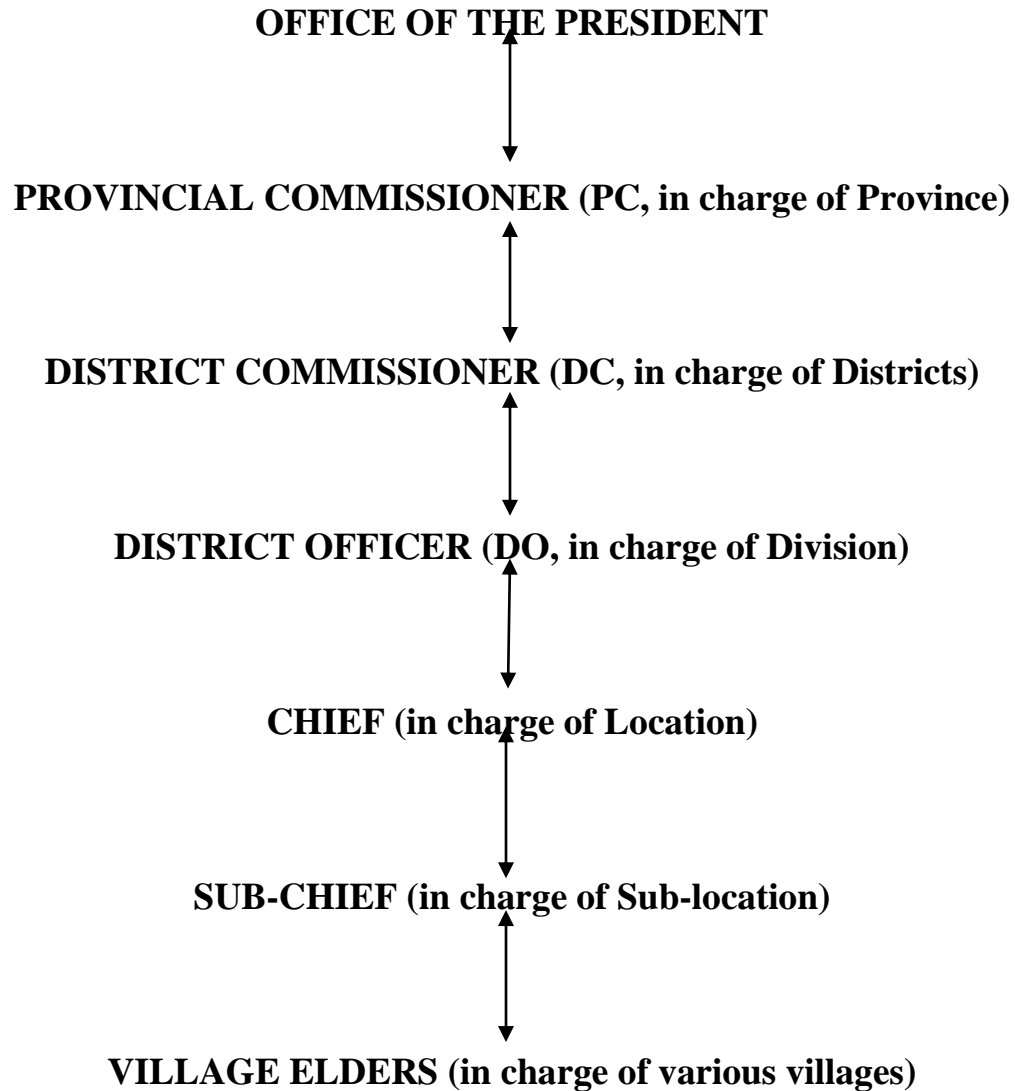 OFFICE OF THE PRESIDENT
PROVINCIAL COMMISSIONER (PC, in charge of Province)
DISTRICT COMMISSIONER (DC, in charge of Districts)
DISTRICT OFFICER (DO, in charge of Division)
CHIEF (in charge of Location)
SUB-CHIEF (in charge of Sub-location)
VILLAGE ELDERS (in charge of various villages)